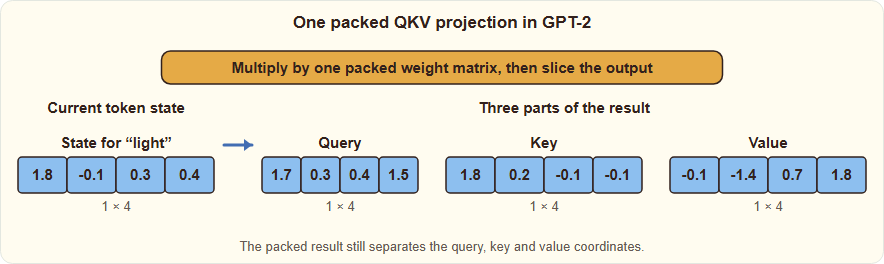 One packed QKV projection in GPT-2
Multiply by one packed weight matrix, then slice the output
Current token state
Three parts of the result
State for “light”
Query
Key
Value
1.8 -0.1 0.3 0.4
1.7 0.3 0.4 1.5
1.8 0.2 -0.1 -0.1
-0.1 -1.4 0.7 1.8
1 × 4
1 × 4
1 × 4
1 × 4
The packed result still separates the query, key and value coordinates.